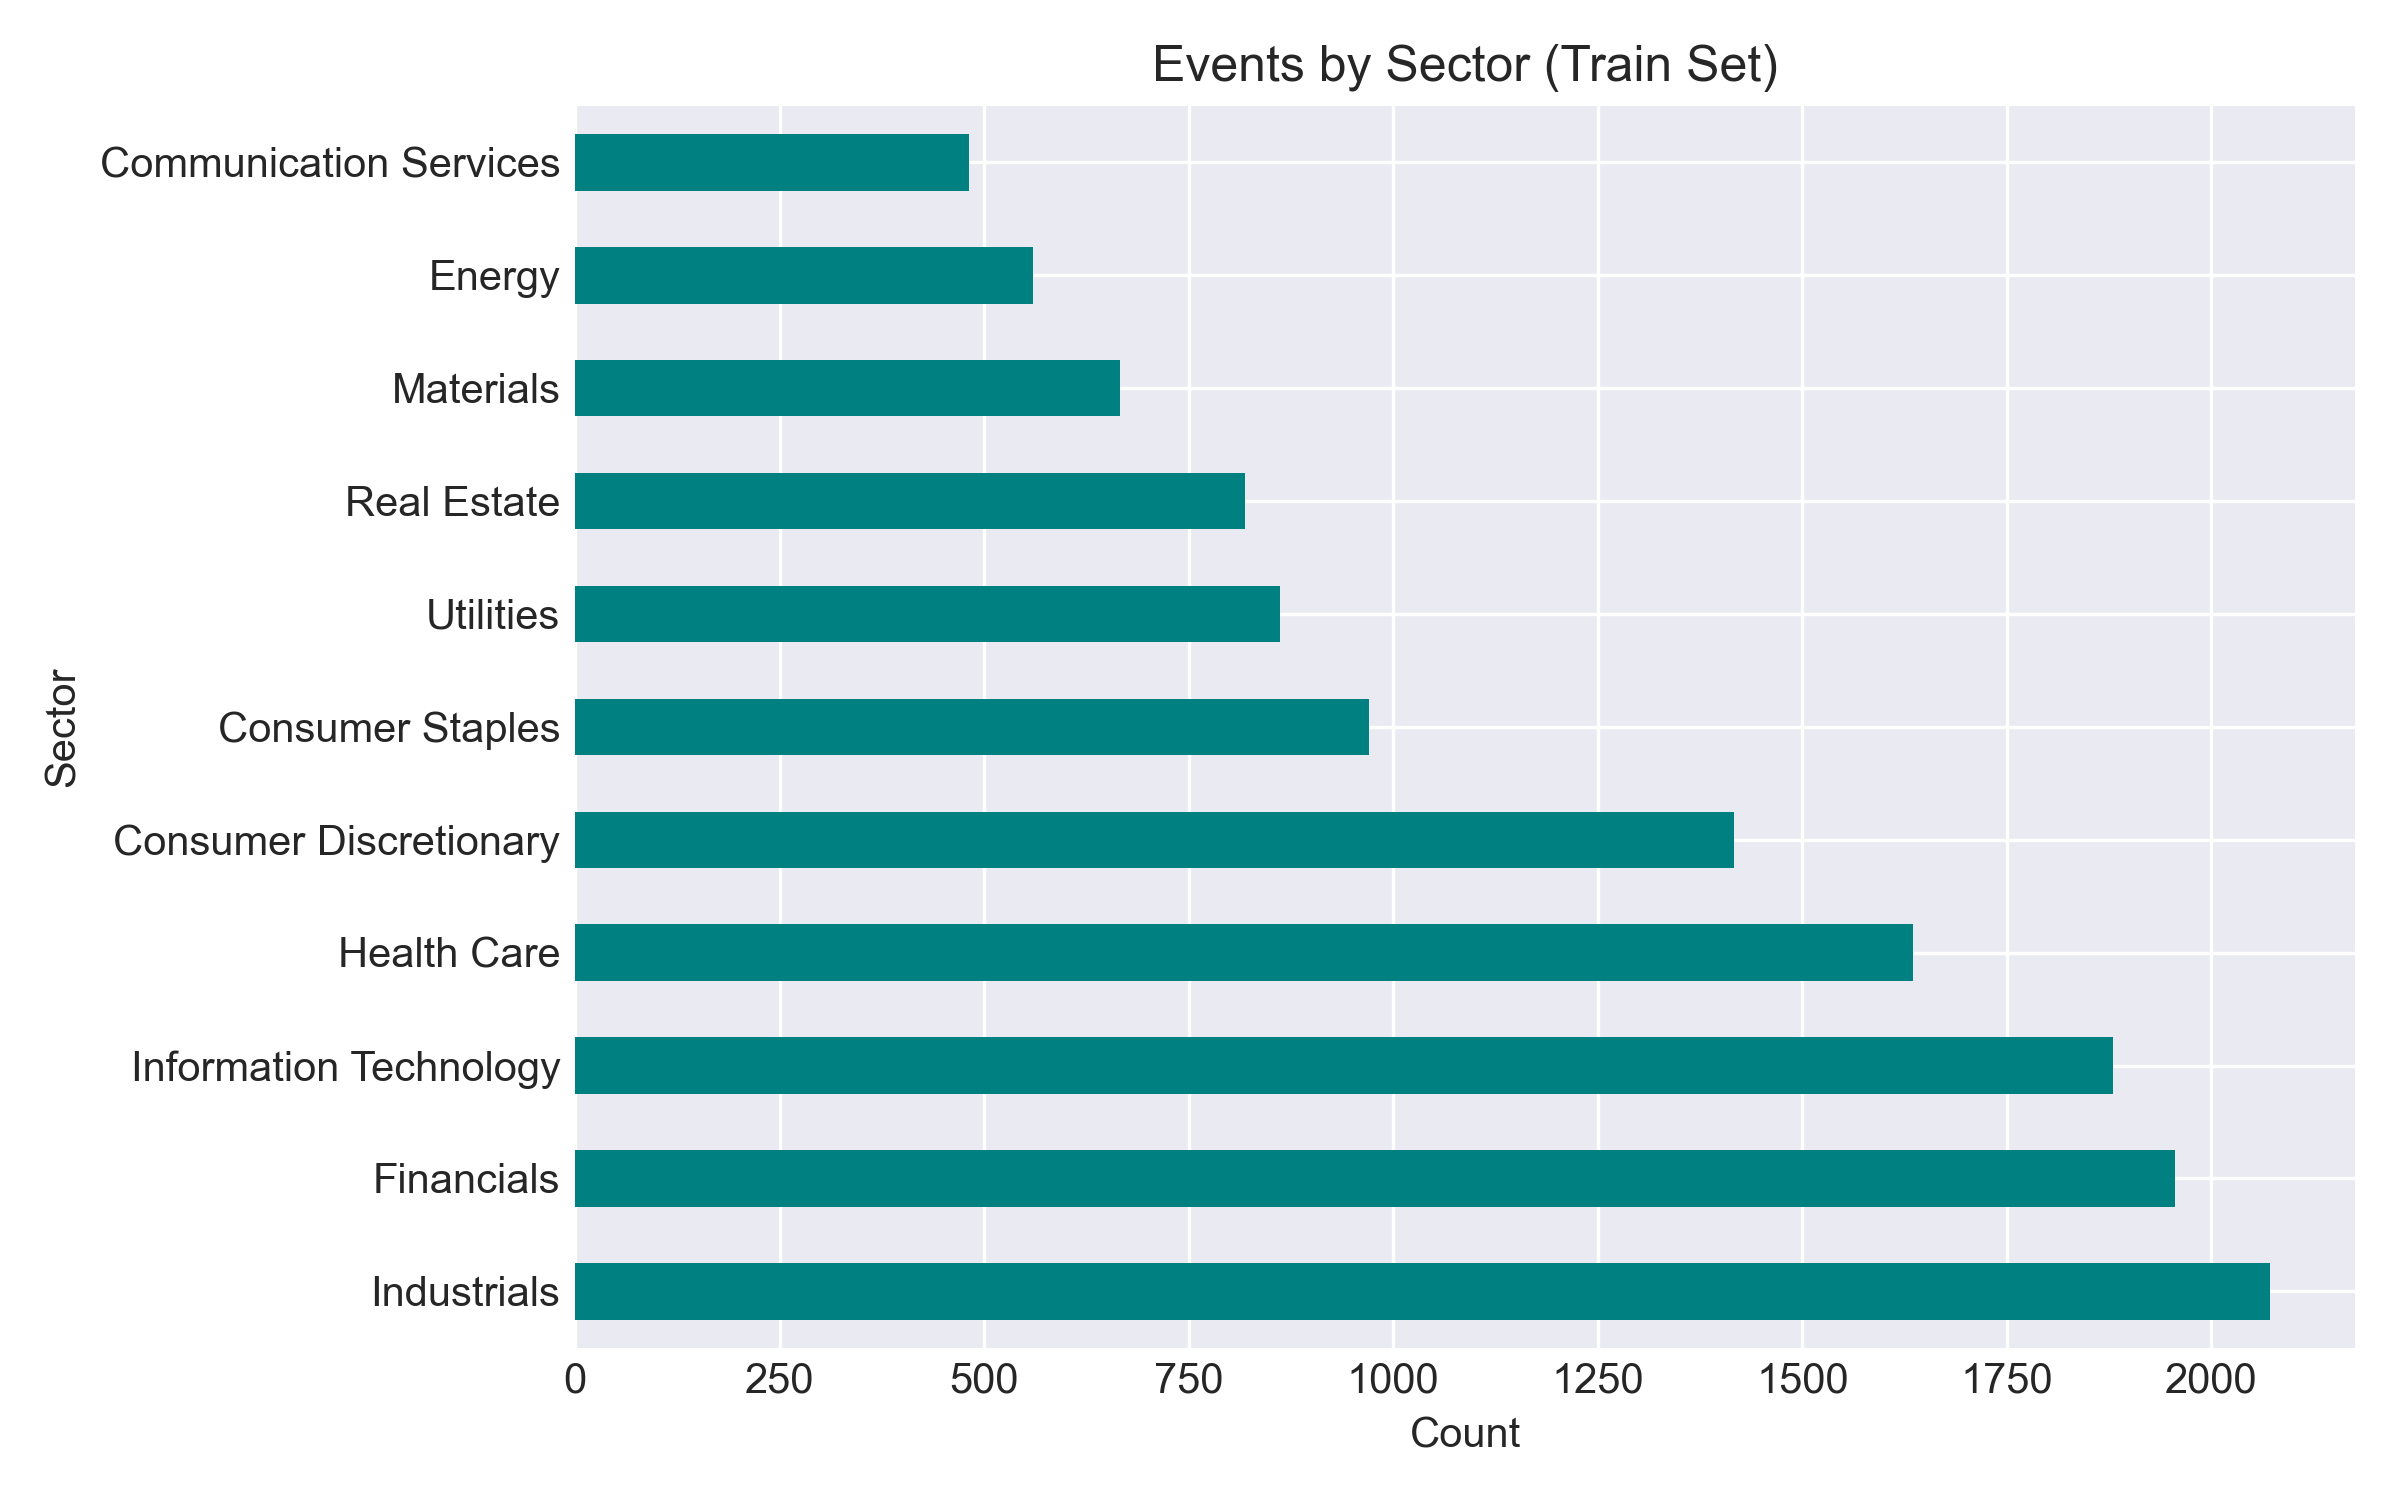 Events by Sector (Train Set)
Communication Services
Energy
Materials
Real Estate
Utilities
Consumer Staples
Consumer Discretionary
Health Care
Information Technology
Financials
Industrials
Sector
0 250 500 750 1000 1250 1500 1750 2000
Count